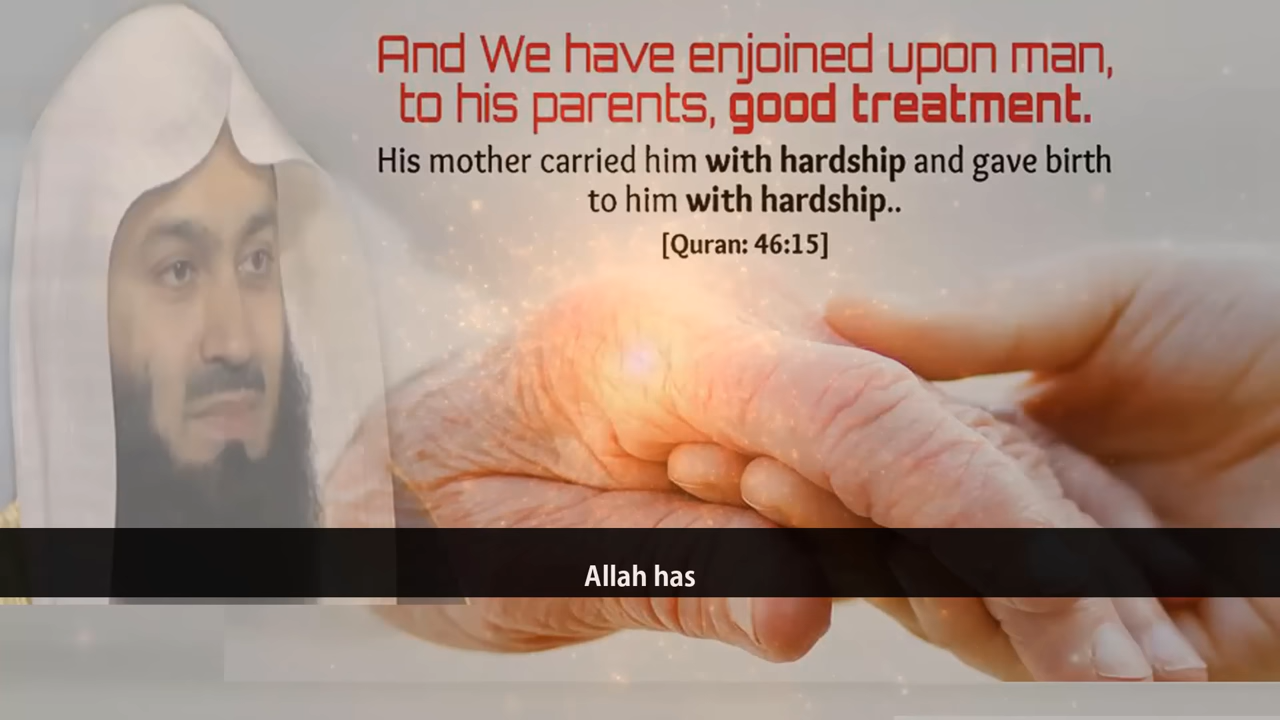 And We have enjoined upon man,
to his parents, good treatment.
His mother carried him with hardship and gave birth
to him with hardship..
[Quran: 46:15]
Allah has